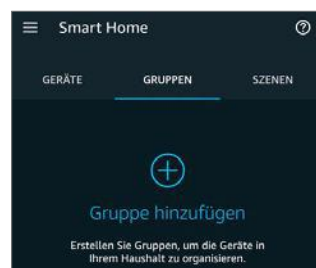 Smart Home
GERÄTE GRUPPEN SZENEN
Gruppe hinzufügen
Erstellen Sie Gruppen, um die Geräte in
Ihrem Haushalt zu organisieren.